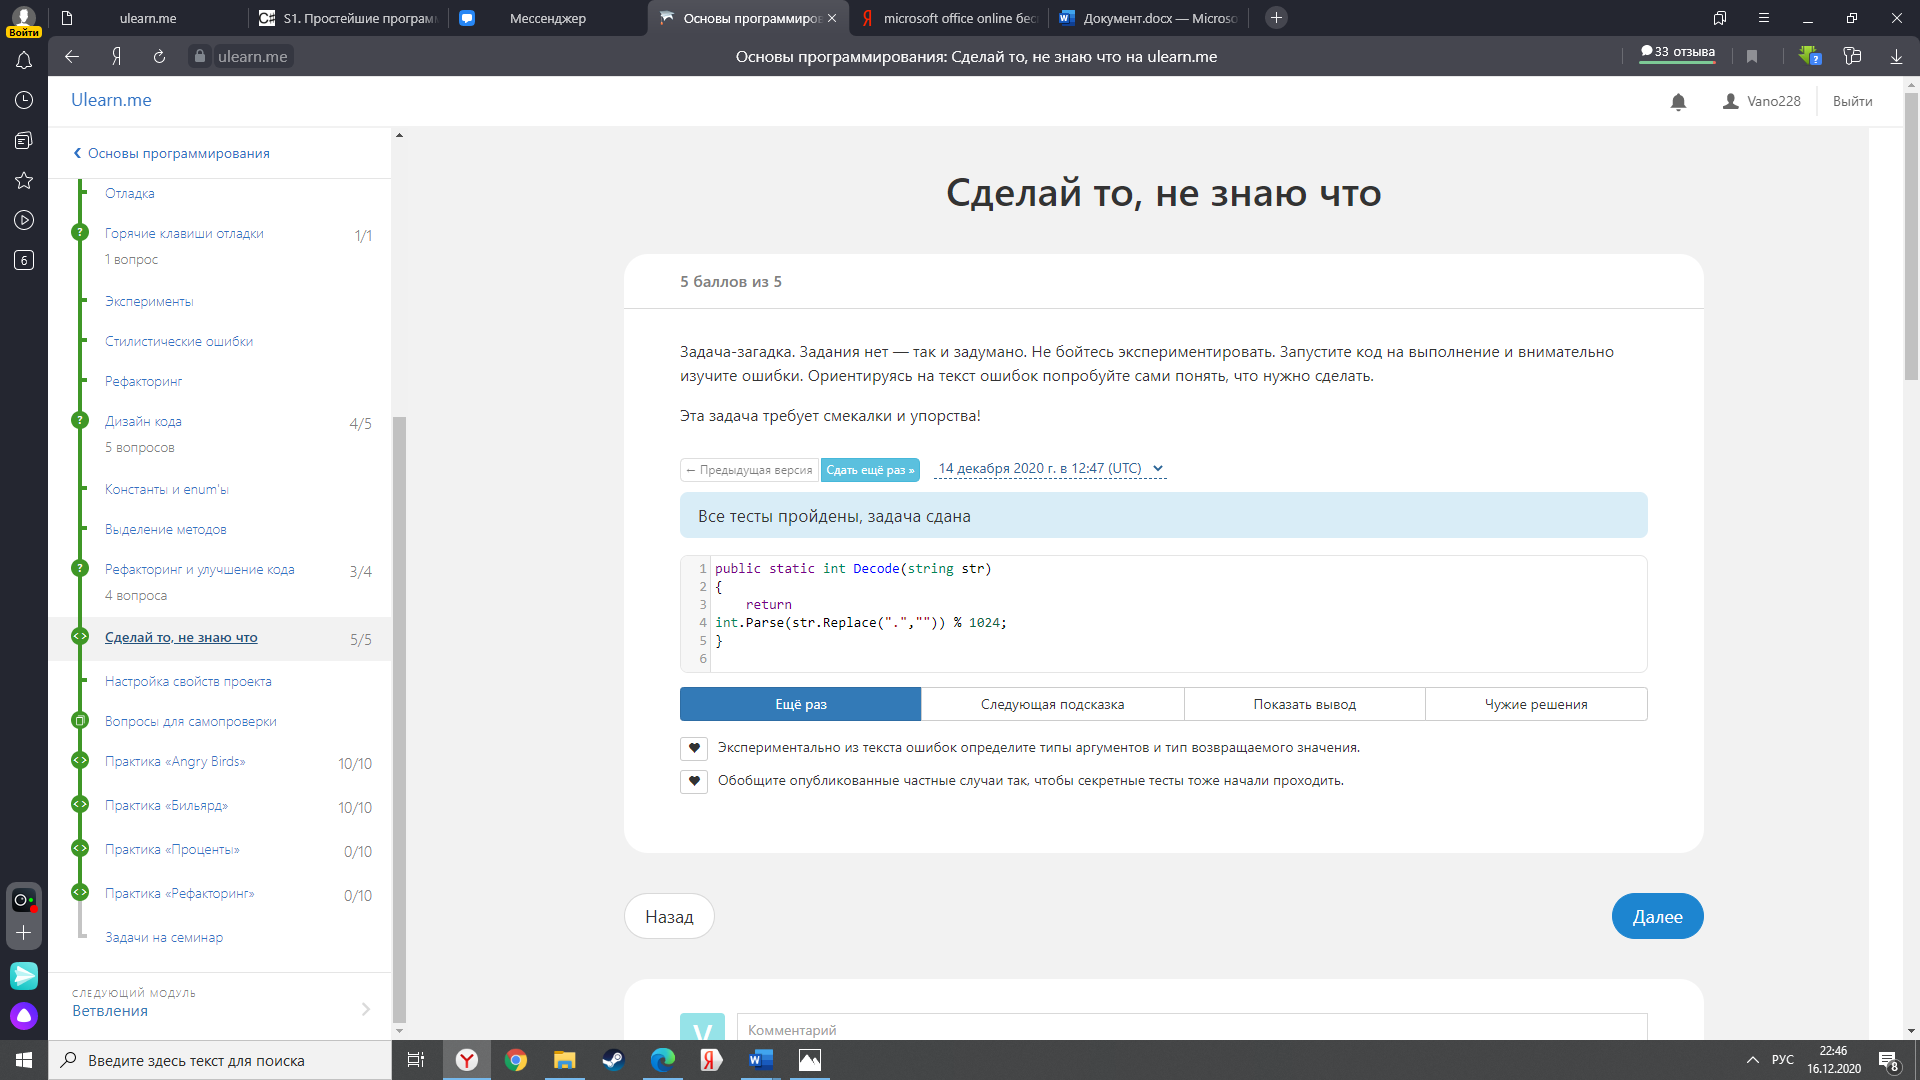 Войти
ulearn.me
S1. Простейшие програм
Мессенджер
Основы программиров
microsoft office online бес
Документ.docx — Microso
ulearn.me
Основы программирования: Сделай то, не знаю что на ulearn.me
33 отзыва
6
Ulearn.me
Vano228
Выйти
Основы программирования
Отладка
Горячие клавиши отладки
1/1
1 вопрос
Эксперименты
Стилистические ошибки
Рефакторинг
Дизайн кода
4/5
5 вопросов
Константы и enum'ы
Выделение методов
Рефакторинг и улучшение кода
3/4
4 вопроса
Сделай то, не знаю что
5/5
Настройка свойств проекта
Вопросы для самопроверки
Практика «Angry Birds»
10/10
Практика «Бильярд»
10/10
Практика «Проценты»
0/10
Практика «Рефакторинг»
0/10
Задачи на семинар
СЛЕДУЮЩИЙ МОДУЛЬ
Ветвления
Сделай то, не знаю что
5 баллов из 5
Задача-загадка. Задания нет — так и задумано. Не бойтесь экспериментировать. Запустите код на выполнение и внимательно
изучите ошибки. Ориентируясь на текст ошибок попробуйте сами понять, что нужно сделать.
Эта задача требует смекалки и упорства!
← Предыдущая версия
Сдать ещё раз »
14 декабря 2020 г. в 12:47 (UTC)
Все тесты пройдены, задача сдана
1 public static int Decode(string str)
2 {
3 return
4 int.Parse(str.Replace(".","")) % 1024;
5 }
6
Ещё раз
Следующая подсказка
Показать вывод
Чужие решения
Экспериментально из текста ошибок определите типы аргументов и тип возвращаемого значения.
Обобщите опубликованные частные случаи так, чтобы секретные тесты тоже начали проходить.
Назад
Далее
V
Комментарий
Введите здесь текст для поиска
РУС
22:46
16.12.2020
8